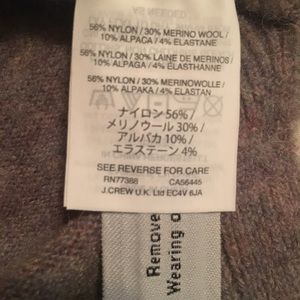 AS NEEDED
56% NYLON / 30% MERINO WOOL /
10% ALPACA / 4% ELASTANE
56% NYLON / 30% LAINE DE MERINOS /
10% ALPAGA / 4% ELASTHANNE
56% NYLON / 30% MERINOWOLLE /
10% ALPAKA / 4% ELASTAN
ナイロン 56% /
メリノウール 30% /
アルパカ 10% /
エラステーン 4%
SEE REVERSE FOR CARE
RN77388 CA56445
J.CREW U.K. Ltd EC4V 6JA
Remove
Wearing o